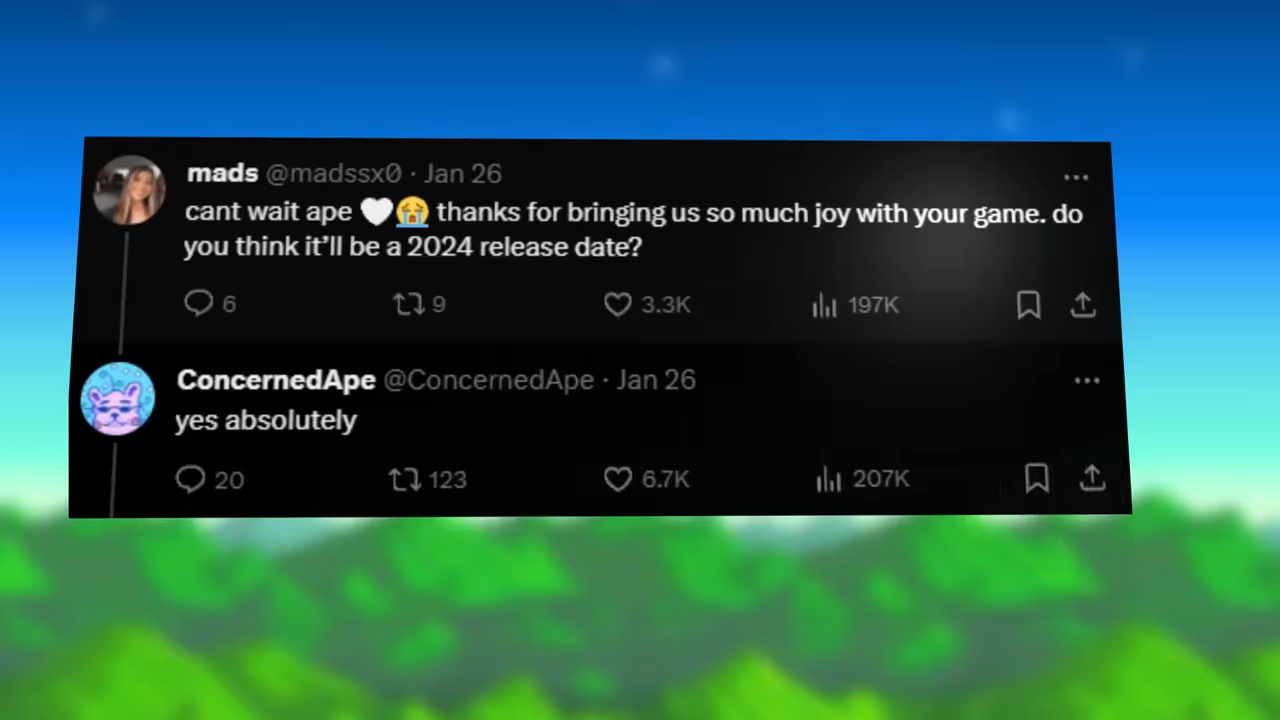 mads @madssx0 · Jan 26
cant wait ape 🤍😭 thanks for bringing us so much joy with your game. do
you think it’ll be a 2024 release date?
6 9 3.3K 197K
ConcernedApe @ConcernedApe · Jan 26
yes absolutely
20 123 6.7K 207K